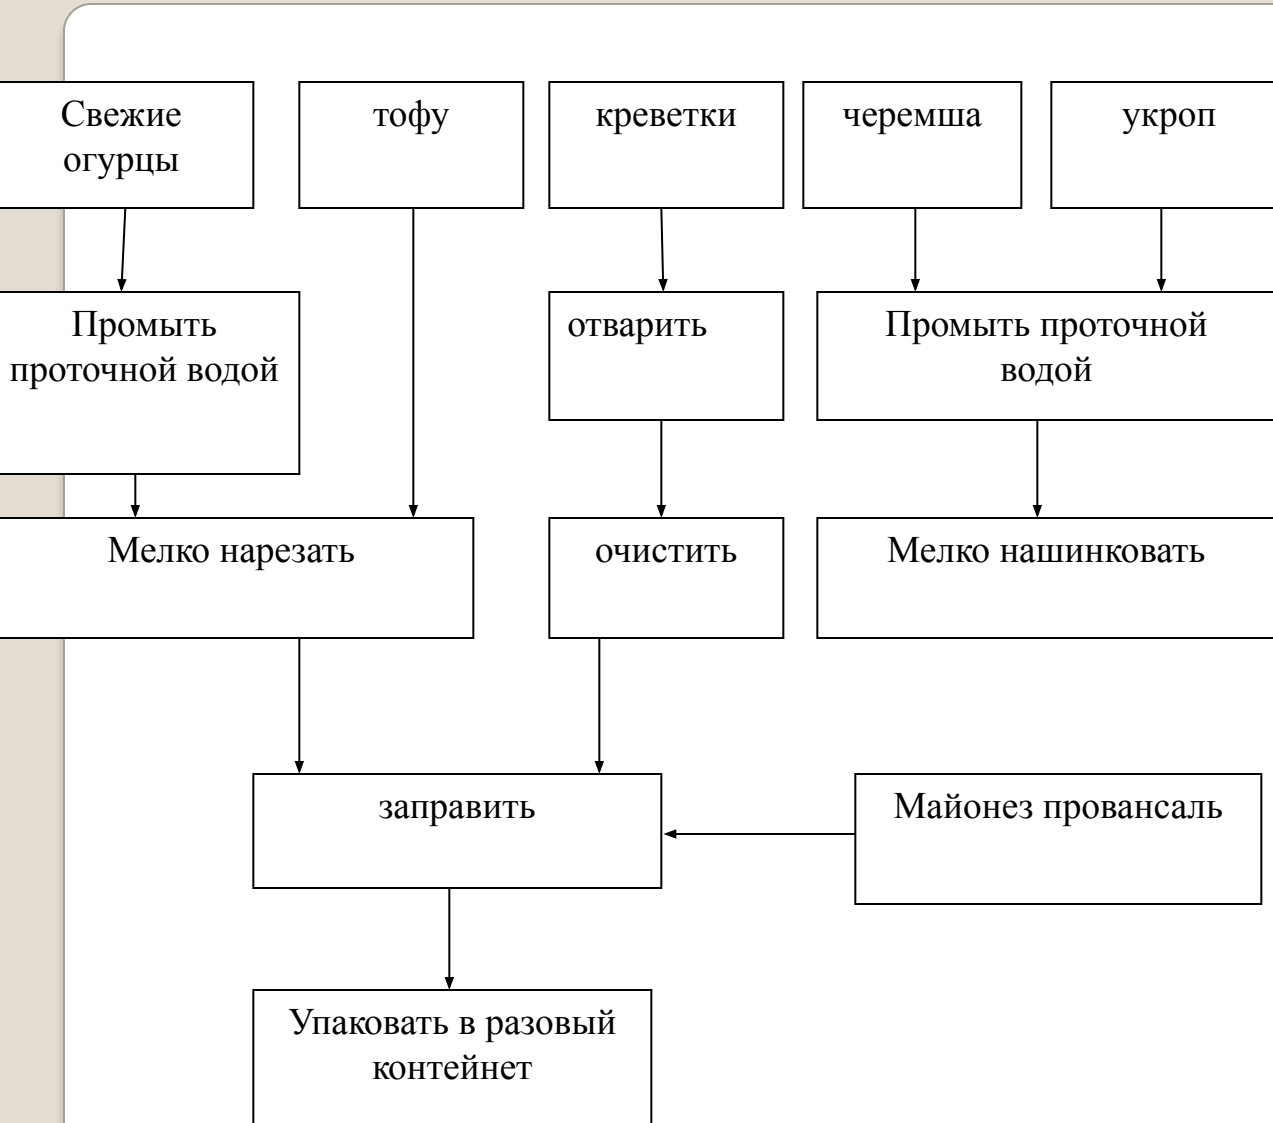 Свежие
огурцы
тофу
креветки
черемша
укроп
Промыть
проточной водой
отварить
Промыть проточной
водой
Мелко нарезать
очистить
Мелко нашинковать
заправить
Майонез провансаль
Упаковать в разовый
контейнет